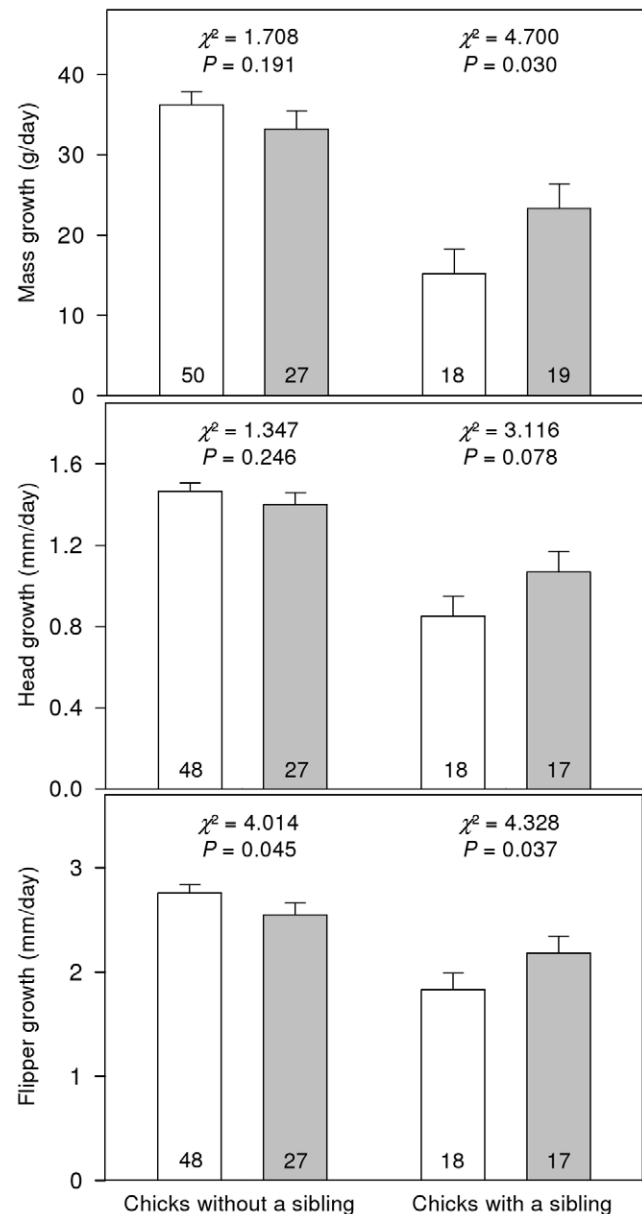 χ² = 1.708 χ² = 4.700
P = 0.191 P = 0.030
Mass growth (g/day)
40
30
20
10
0
50 27 18 19
χ² = 1.347 χ² = 3.116
P = 0.246 P = 0.078
Head growth (mm/day)
1.6
1.2
0.8
0.4
0.0
48 27 18 17
χ² = 4.014 χ² = 4.328
P = 0.045 P = 0.037
Flipper growth (mm/day)
3
2
1
0
48 27 18 17
Chicks without a sibling Chicks with a sibling